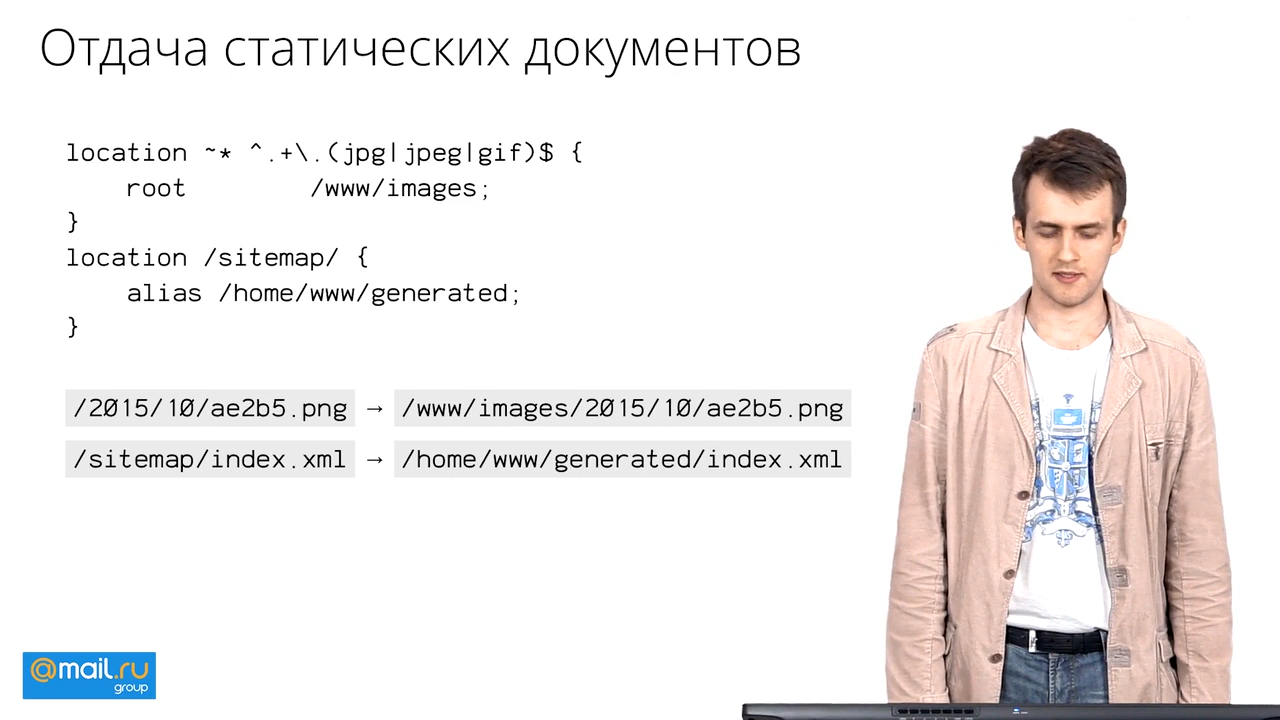 Отдача статических документов
location ~* ^.+\.(jpg|jpeg|gif)$ {
    root        /www/images;
}
location /sitemap/ {
    alias /home/www/generated;
}
/2015/10/ae2b5.png → /www/images/2015/10/ae2b5.png
/sitemap/index.xml → /home/www/generated/index.xml
@mail.ru
group